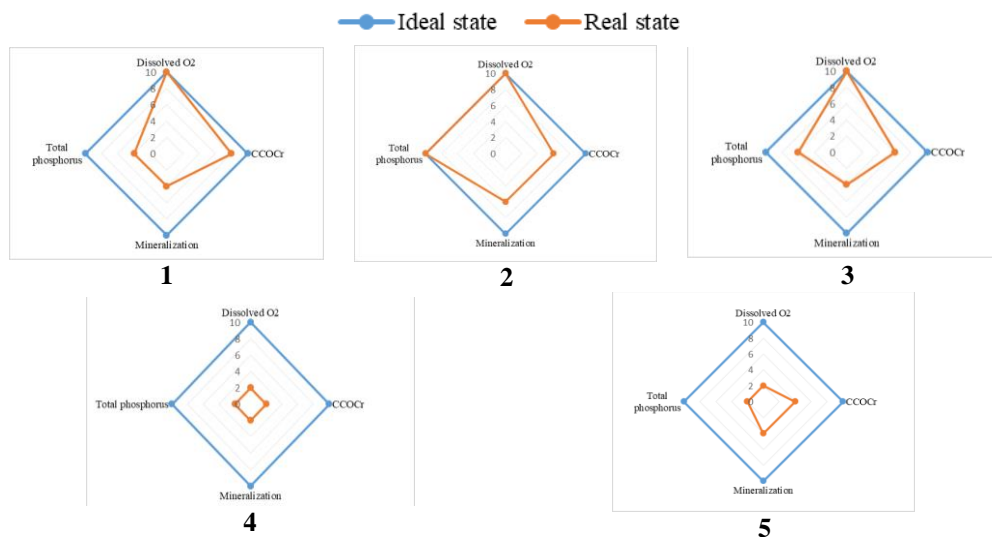 Ideal state Real state
Dissolved O2
10
8
6
4
2
0
Total
phosphorus
CCOCr
Mineralization
1
Dissolved O2
10
8
6
4
2
0
Total
phosphorus
CCOCr
Mineralization
2
Dissolved O2
10
8
6
4
2
0
Total
phosphorus
CCOCr
Mineralization
3
Dissolved O2
10
8
6
4
2
0
Total phosphorus
CCOCr
Mineralization
4
Dissolved O2
10
8
6
4
2
0
Total
phosphorus
CCOCr
Mineralization
5